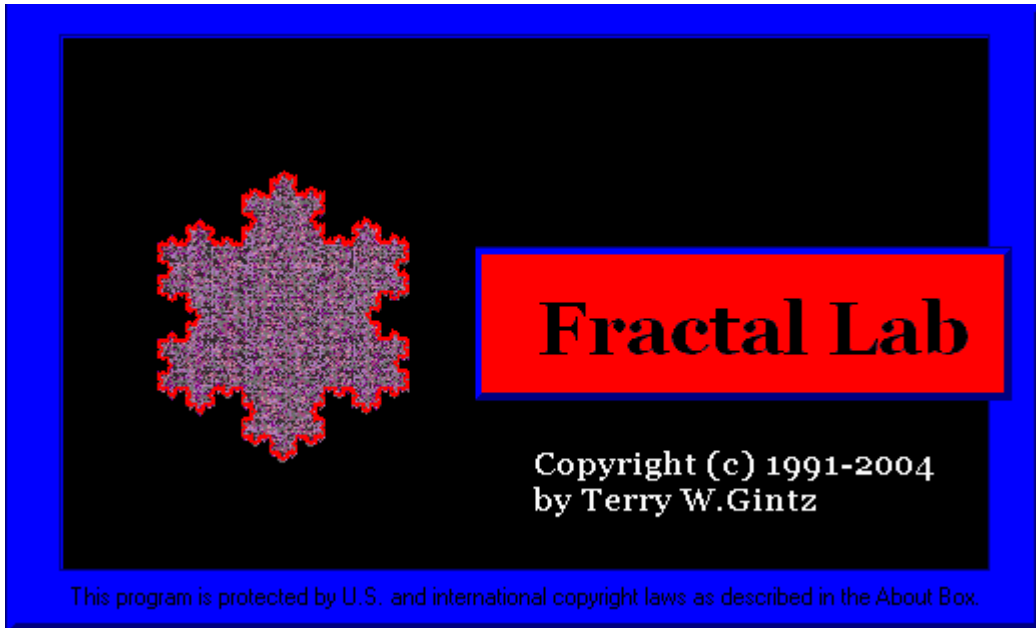 Fractal Lab
Copyright (c) 1991-2004
by Terry W.Gintz
This program is protected by U.S. and international copyright laws as described in the About Box.